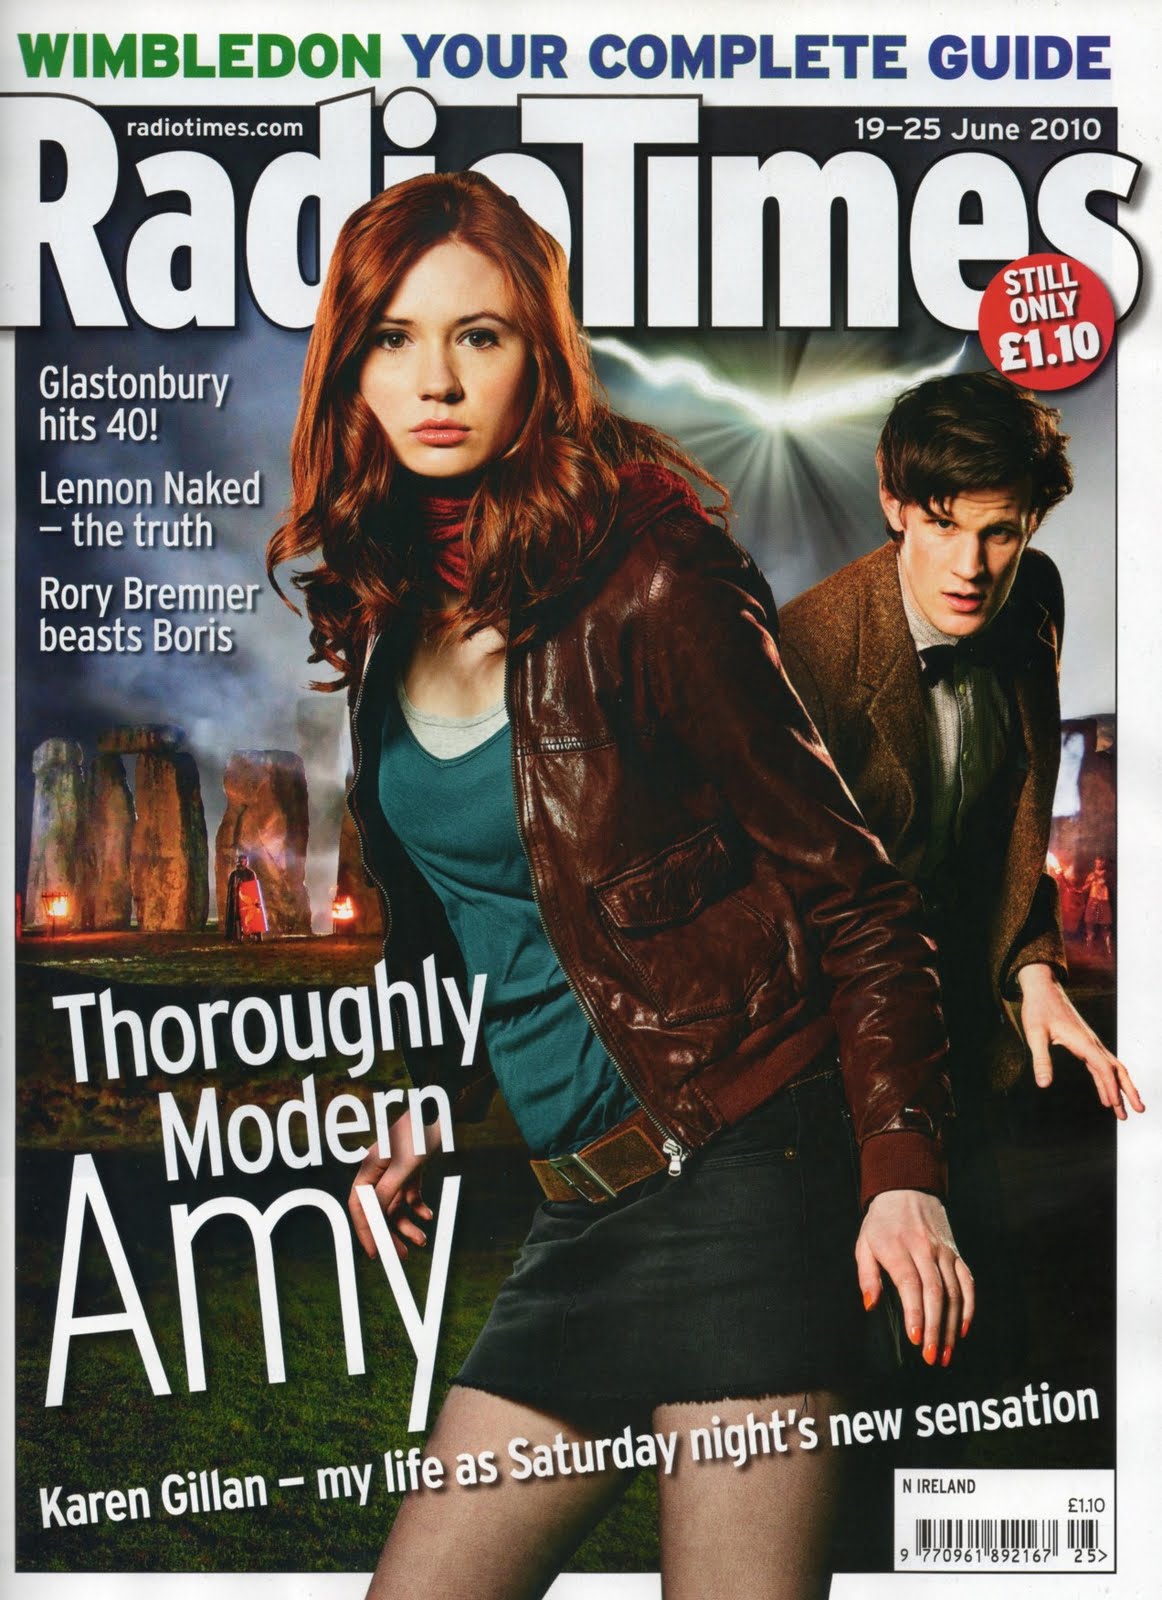 WIMBLEDON YOUR COMPLETE GUIDE
radiotimes.com
19–25 June 2010
RadioTimes
STILL
ONLY
£1.10
Glastonbury
hits 40!
Lennon Naked
– the truth
Rory Bremner
beasts Boris
Thoroughly
Modern
Amy
Karen Gillan – my life as Saturday night's new sensation
N IRELAND
£1.10
9 770961 892167 25>